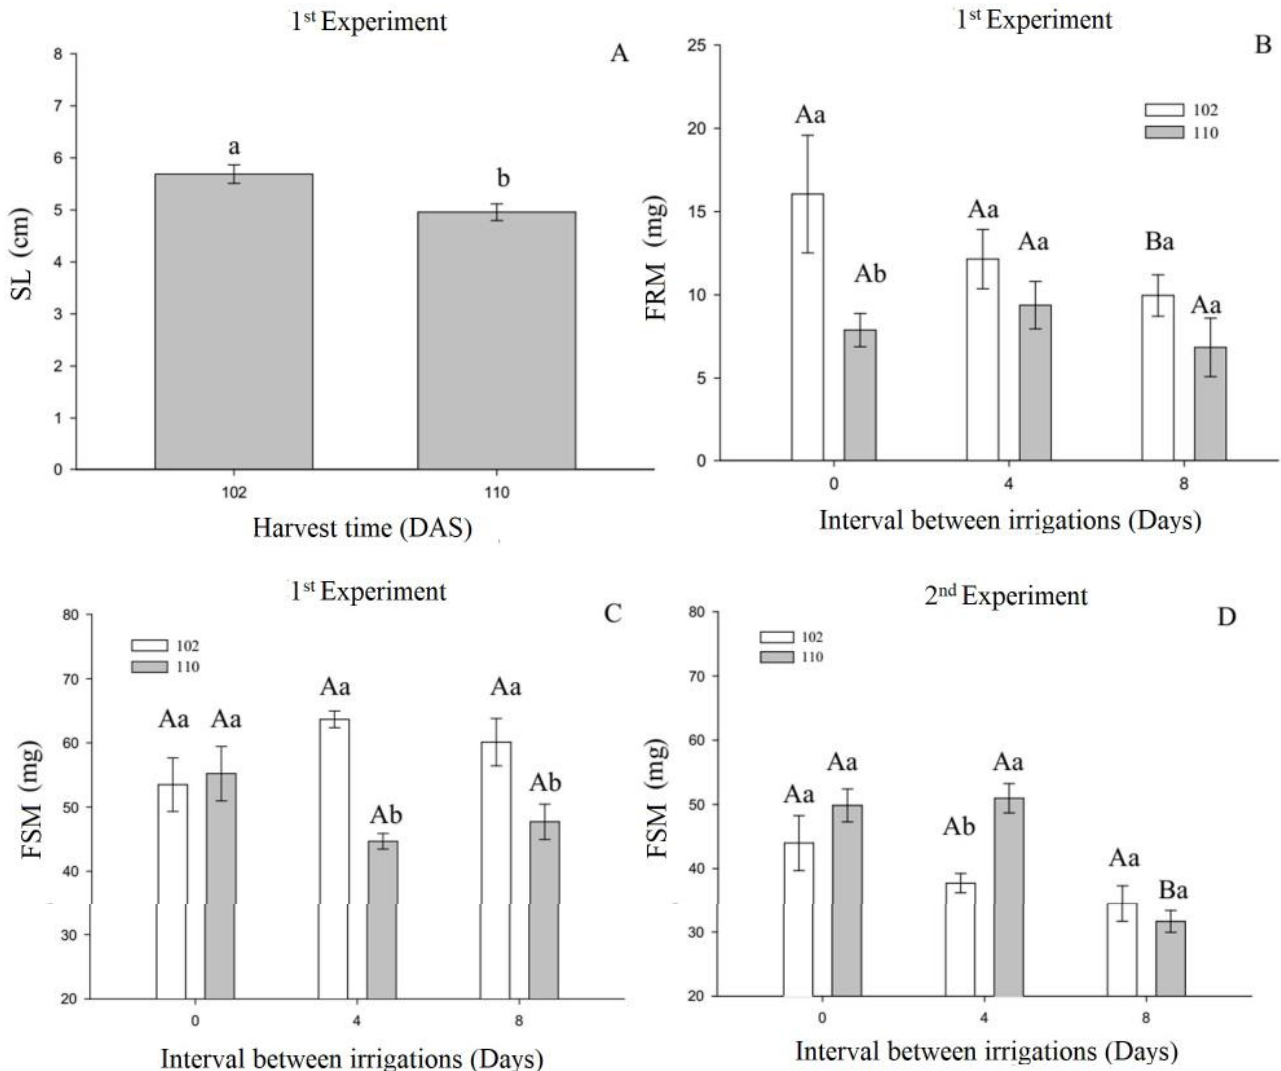 1st Experiment
A
8
7
6
5
4
3
2
1
0
SL (cm)
a
b
102
110
Harvest time (DAS)
1st Experiment
B
25
20
15
10
5
0
FRM (mg)
102
110
Aa
Ab
Aa
Aa
Ba
Aa
0
4
8
Interval between irrigations (Days)
1st Experiment
C
80
70
60
50
40
30
20
FSM (mg)
102
110
Aa
Aa
Aa
Ab
Aa
Ab
0
4
8
Interval between irrigations (Days)
2nd Experiment
D
80
70
60
50
40
30
20
FSM (mg)
102
110
Aa
Aa
Ab
Aa
Aa
Ba
0
4
8
Interval between irrigations (Days)